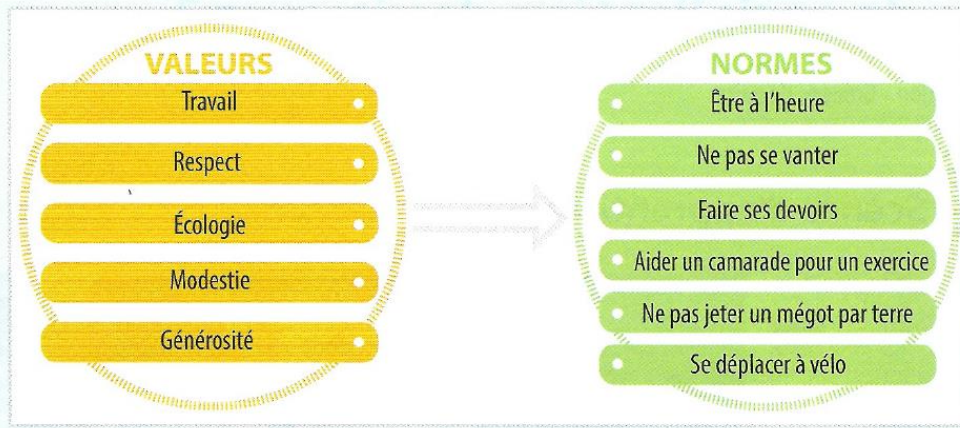 VALEURS
Travail
Respect
Écologie
Modestie
Générosité
NORMES
Être à l'heure
Ne pas se vanter
Faire ses devoirs
Aider un camarade pour un exercice
Ne pas jeter un mégot par terre
Se déplacer à vélo